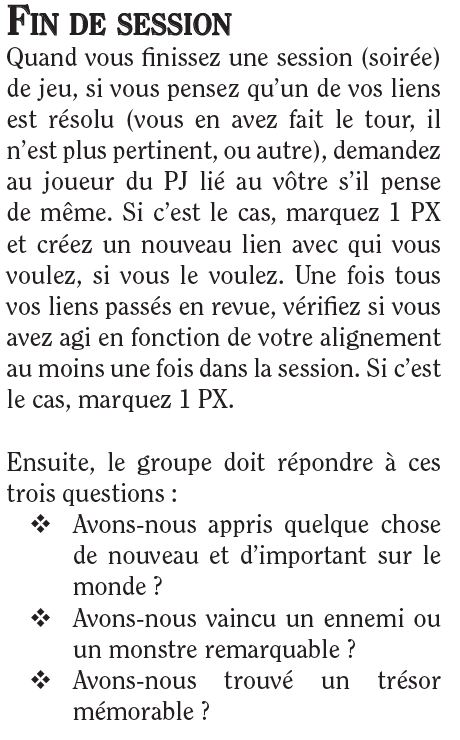 FIN DE SESSION
Quand vous finissez une session (soirée)
de jeu, si vous pensez qu’un de vos liens
est résolu (vous en avez fait le tour, il
n’est plus pertinent, ou autre), demandez
au joueur du PJ lié au vôtre s’il pense
de même. Si c’est le cas, marquez 1 PX
et créez un nouveau lien avec qui vous
voulez, si vous le voulez. Une fois tous
vos liens passés en revue, vérifiez si vous
avez agi en fonction de votre alignement
au moins une fois dans la session. Si c’est
le cas, marquez 1 PX.
Ensuite, le groupe doit répondre à ces
trois questions :
❖ Avons-nous appris quelque chose
de nouveau et d’important sur le
monde ?
❖ Avons-nous vaincu un ennemi ou
un monstre remarquable ?
❖ Avons-nous trouvé un trésor
mémorable ?